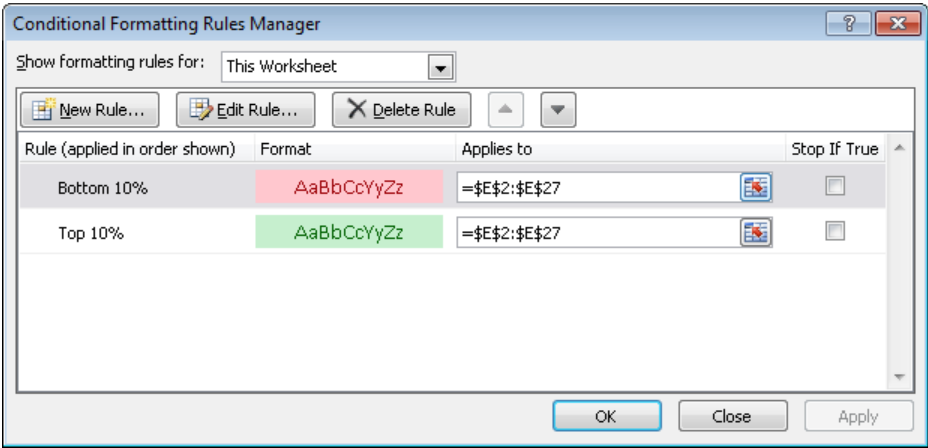 Conditional Formatting Rules Manager
Show formatting rules for: This Worksheet
New Rule... Edit Rule... Delete Rule
Rule (applied in order shown) Format Applies to Stop If True
Bottom 10% AaBbCcYyZz =$E$2:$E$27
Top 10% AaBbCcYyZz =$E$2:$E$27
OK Close Apply